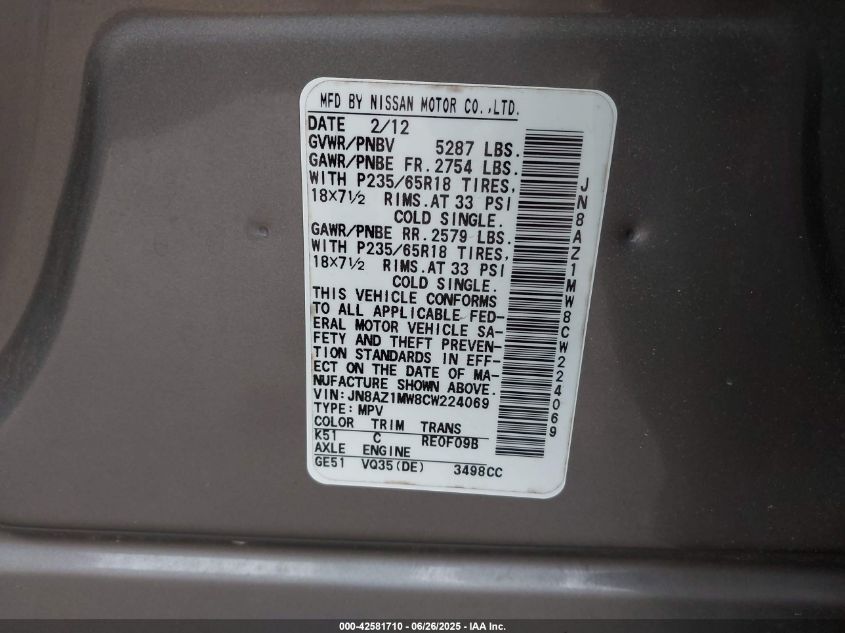 MFD BY NISSAN MOTOR CO.,LTD.
DATE 2/12
GVWR/PNBV 5287 LBS.
GAWR/PNBE FR. 2754 LBS.
WITH P235/65R18 TIRES,
18×7½ RIMS. AT 33 PSI
COLD SINGLE.
GAWR/PNBE RR. 2579 LBS.
WITH P235/65R18 TIRES,
18×7½ RIMS. AT 33 PSI
COLD SINGLE.
THIS VEHICLE CONFORMS
TO ALL APPLICABLE FED-
ERAL MOTOR VEHICLE SA-
FETY AND THEFT PREVEN-
TION STANDARDS IN EFF-
ECT ON THE DATE OF MA-
NUFACTURE SHOWN ABOVE.
VIN: JN8AZ1MW8CW224069
TYPE: MPV
COLOR TRIM TRANS
K51 C RE0F09B
AXLE ENGINE
GE51 VQ35(DE) 3498CC
JN8AZ1MW8CW224069
000-42581710 - 06/26/2025 - IAA Inc.